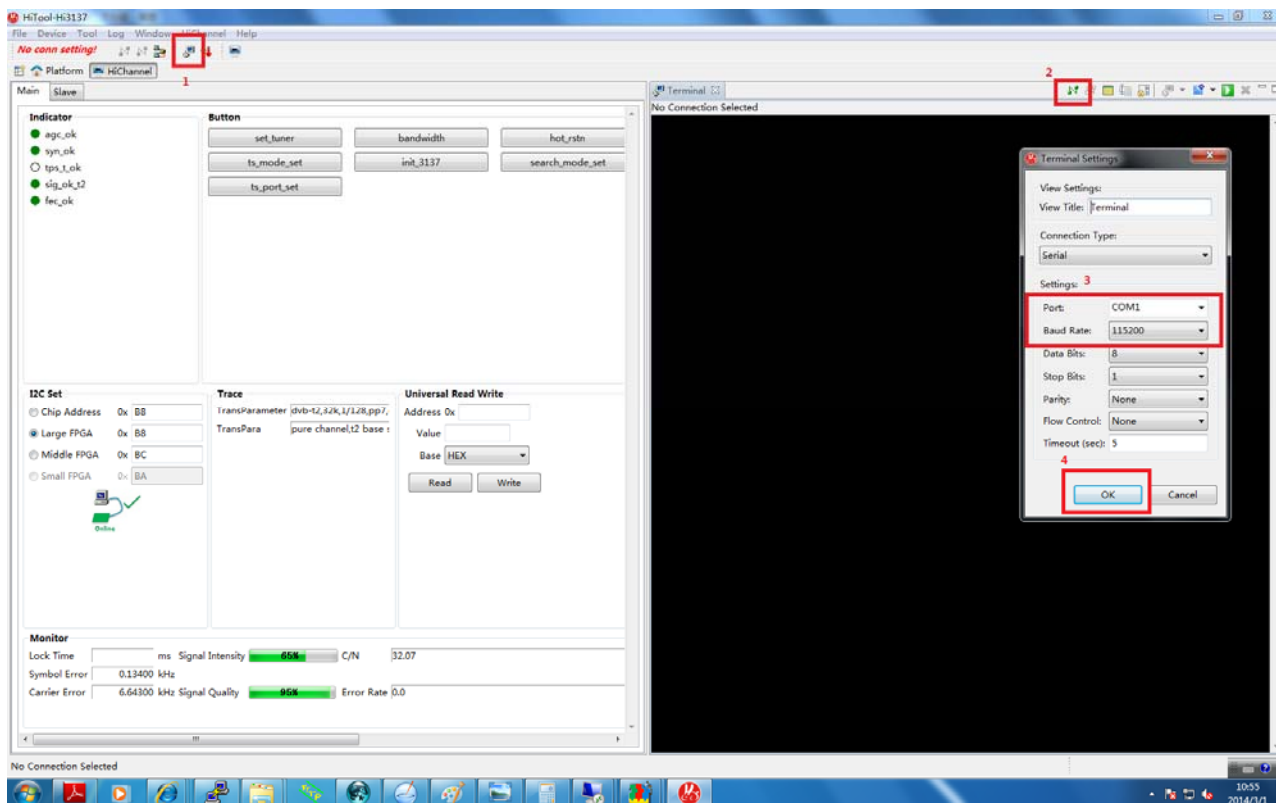 HiTool-Hi3137
File Device Tool Log Window HiChannel Help
No conn setting!
1
Platform HiChannel
Main Slave
Indicator
agc_ok
syn_ok
tps_t_ok
sig_ok_t2
fec_ok
Button
set_tuner bandwidth hot_rstn
ts_mode_set init_3137 search_mode_set
ts_port_set
I2C Set
Chip Address 0x B8
Large FPGA 0x B8
Middle FPGA 0x BC
Small FPGA 0x BA
Online
Trace
TransParameter dvb-t2,32k,1/128,pp7,
TransPara pure channel,t2 base
Universal Read Write
Address 0x
Value
Base HEX
Read Write
Monitor
Lock Time ms Signal Intensity 65% C/N 32.07
Symbol Error 0.13400 kHz
Carrier Error 6.64300 kHz Signal Quality 95% Error Rate 0.0
No Connection Selected
2
Terminal
No Connection Selected
Terminal Settings
View Settings:
View Title: Terminal
Connection Type:
Serial
Settings: 3
Port: COM1
Baud Rate: 115200
Data Bits: 8
Stop Bits: 1
Parity: None
Flow Control: None
Timeout (sec): 5
4
OK Cancel
10:55
2014/3/1